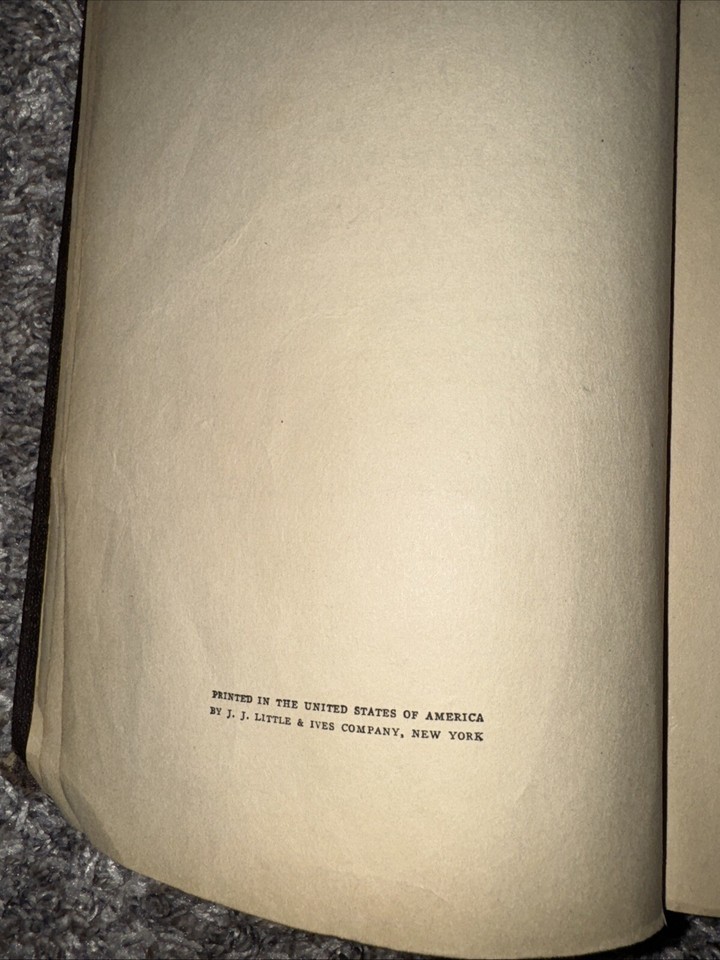 PRINTED IN THE UNITED STATES OF AMERICA
BY J. J. LITTLE & IVES COMPANY, NEW YORK